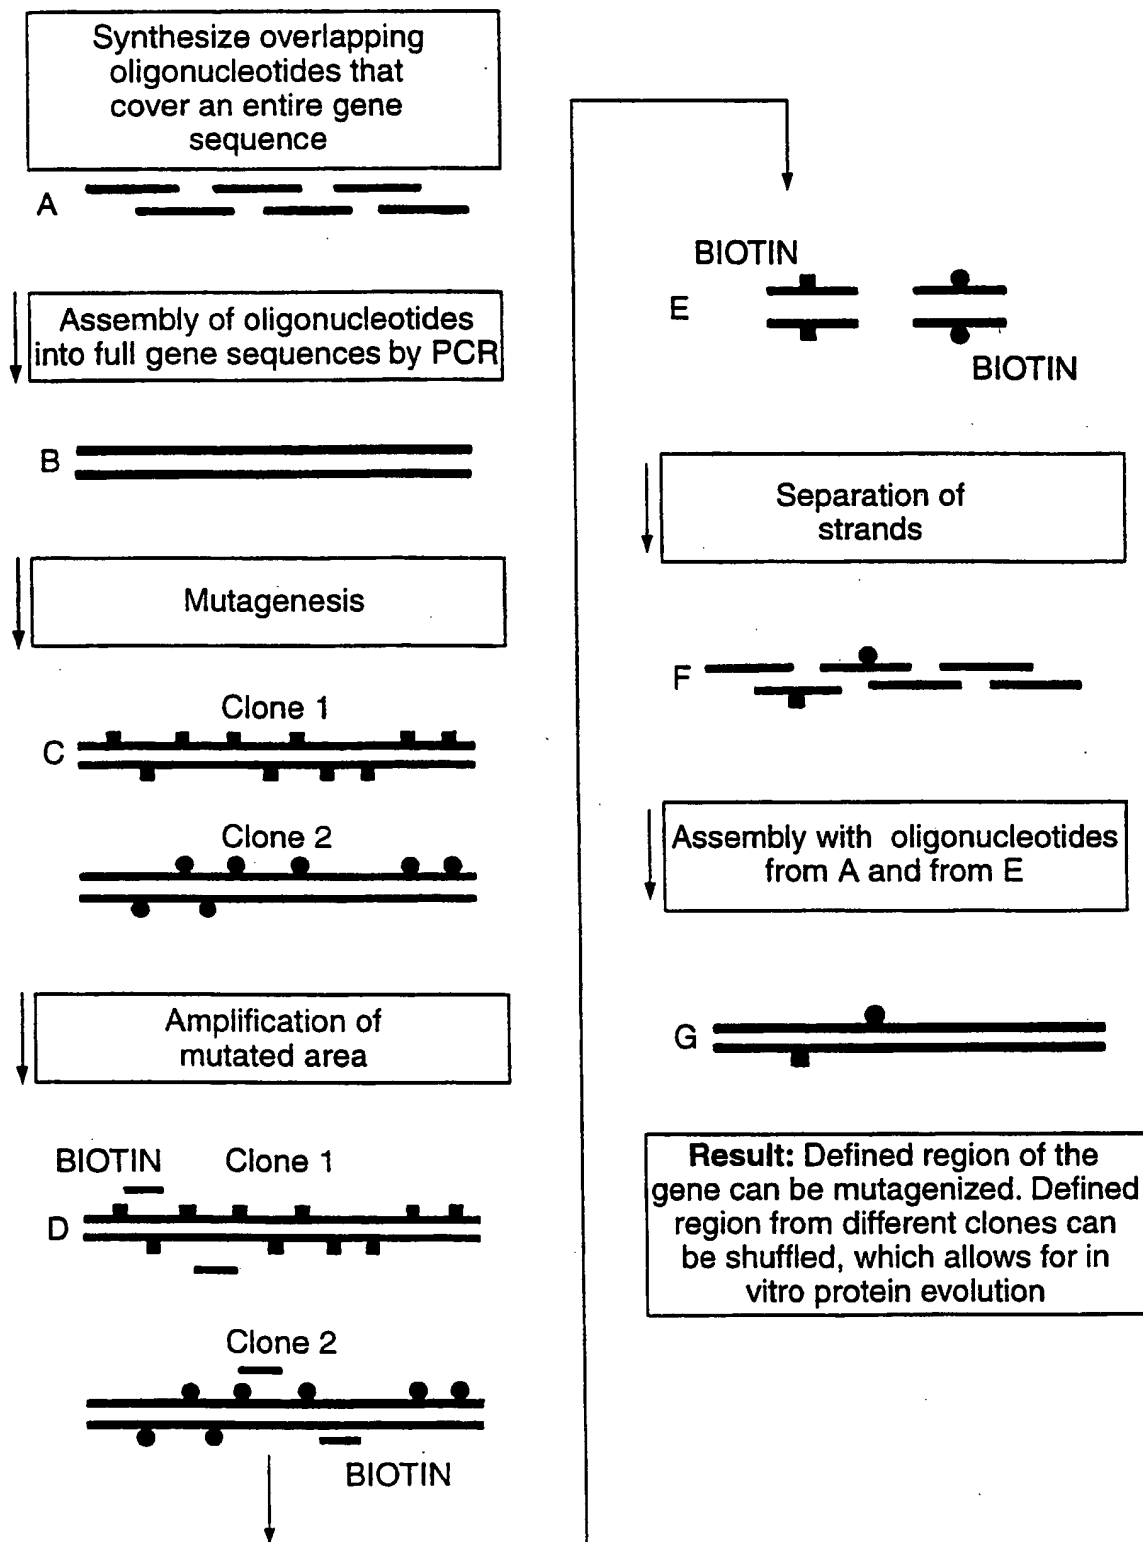 Synthesize overlapping
oligonucleotides that
cover an entire gene
sequence
A
Assembly of oligonucleotides
into full gene sequences by PCR
B
Mutagenesis
Clone 1
C
Clone 2
Amplification of
mutated area
BIOTIN Clone 1
D
Clone 2
BIOTIN
BIOTIN
E
BIOTIN
Separation of
strands
F
Assembly with oligonucleotides
from A and from E
G
Result: Defined region of the
gene can be mutagenized. Defined
region from different clones can
be shuffled, which allows for in
vitro protein evolution